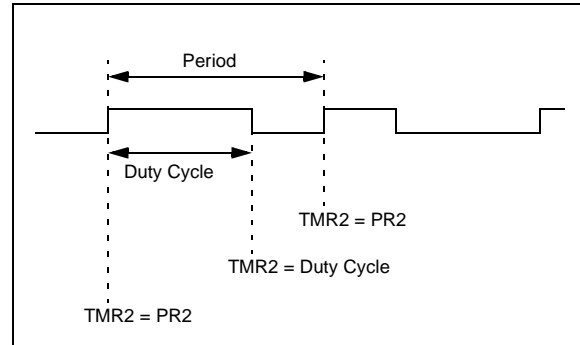 Period
Duty Cycle
TMR2 = PR2
TMR2 = Duty Cycle
TMR2 = PR2